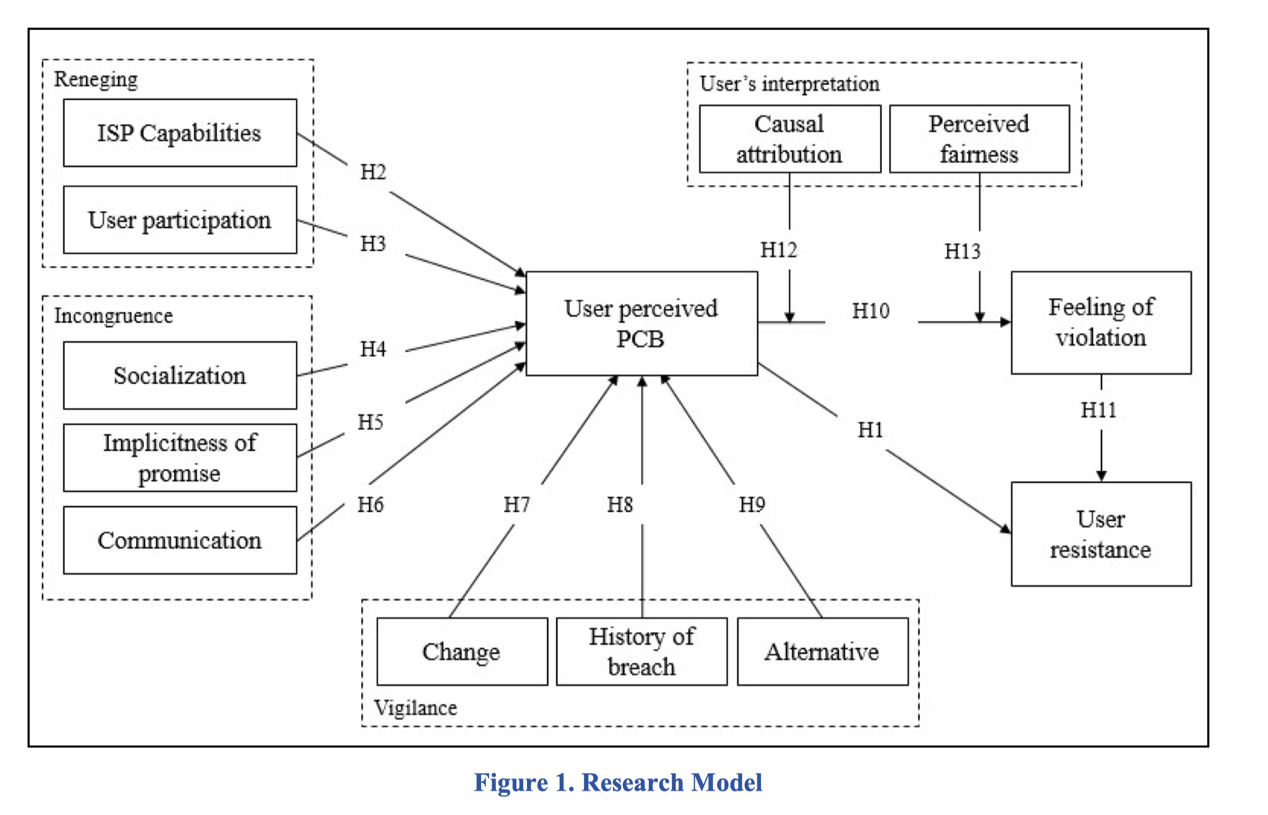 Reneging
ISP Capabilities
User participation
H2
H3
Incongruence
Socialization
Implicitness of
promise
Communication
H4
H5
H6
User's interpretation
Causal
attribution
Perceived
fairness
H12
H13
User perceived
PCB
H10
Feeling of
violation
H11
H1
User
resistance
H7
H8
H9
Change
History of
breach
Alternative
Vigilance
Figure 1. Research Model